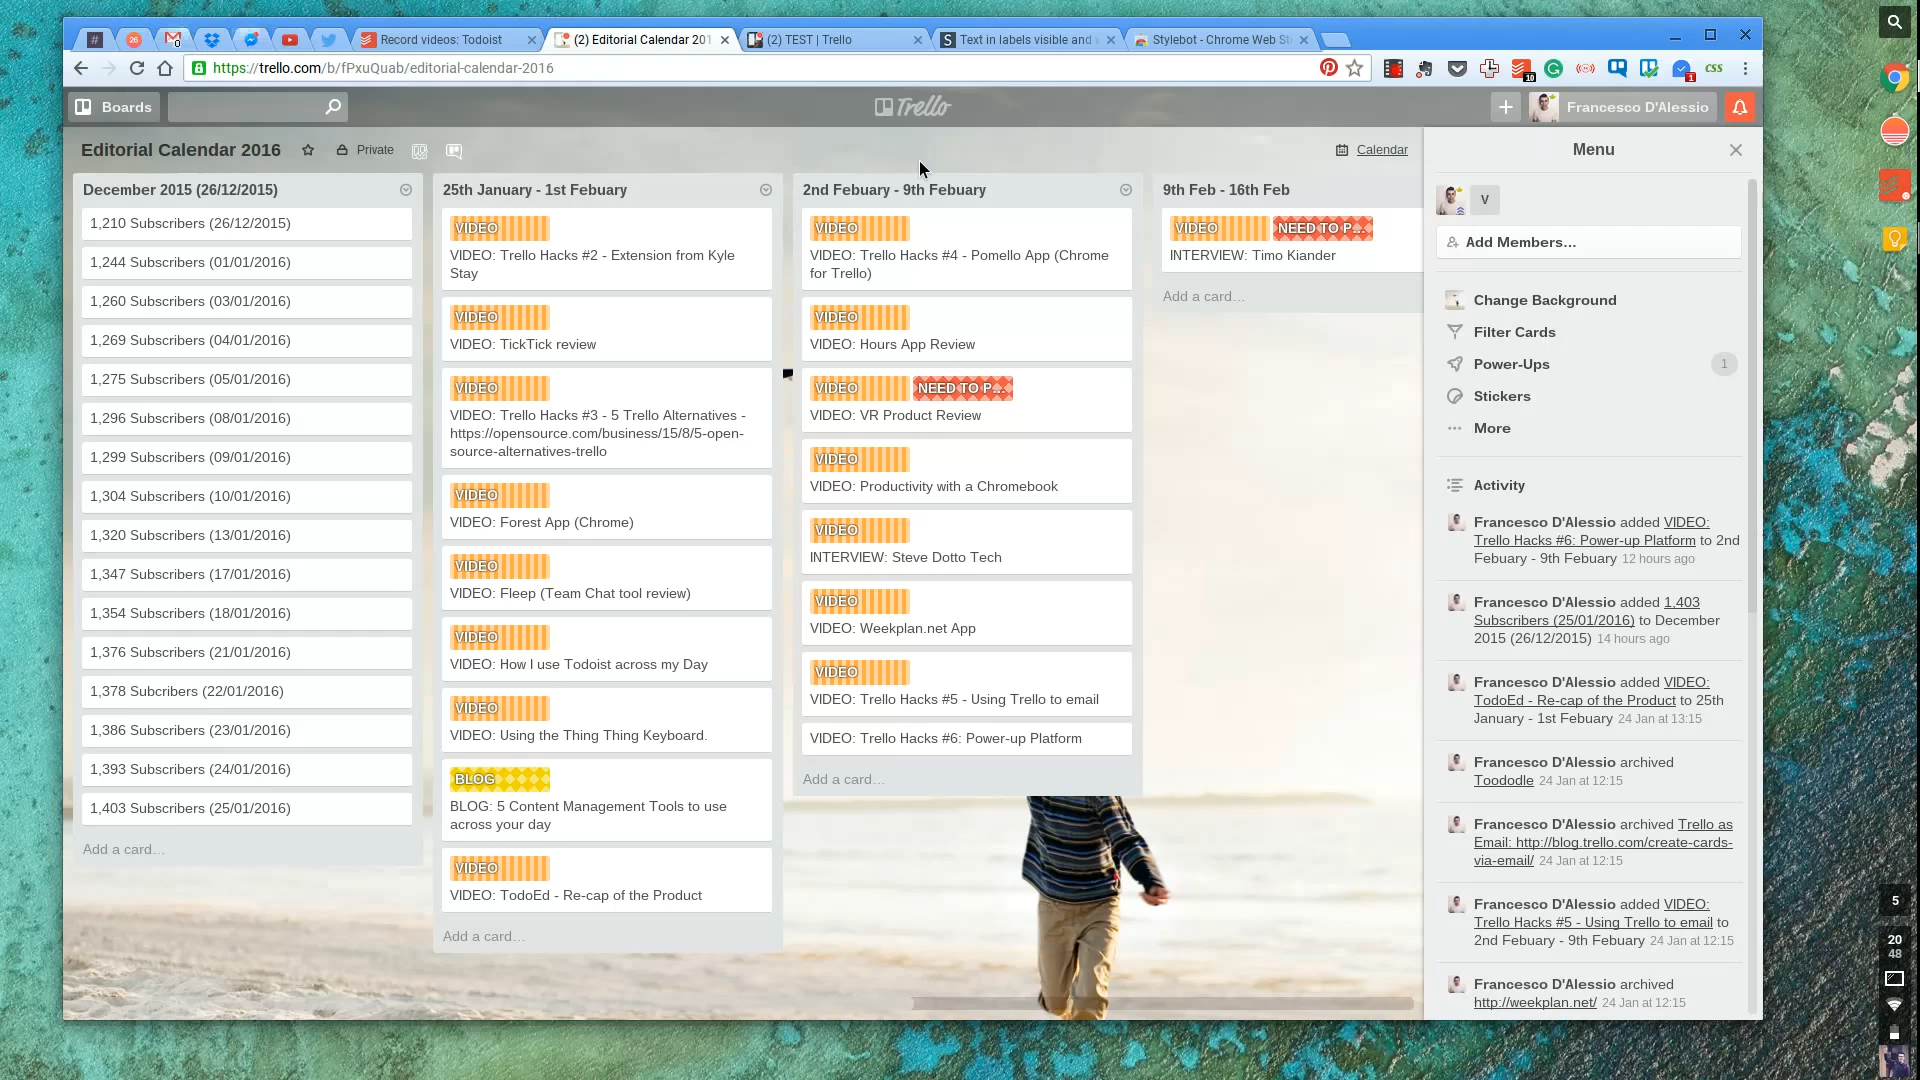 #
26
Record videos: Todoist
(2) Editorial Calendar 201
(2) TEST | Trello
Text in labels visible and
Stylebot - Chrome Web St
https://trello.com/b/fPxuQuab/editorial-calendar-2016
10
1
css
Boards
Trello
Francesco D'Alessio
Editorial Calendar 2016
Private
Calendar
December 2015 (26/12/2015)
1,210 Subscribers (26/12/2015)
1,244 Subscribers (01/01/2016)
1,260 Subscribers (03/01/2016)
1,269 Subscribers (04/01/2016)
1,275 Subscribers (05/01/2016)
1,296 Subscribers (08/01/2016)
1,299 Subscribers (09/01/2016)
1,304 Subscribers (10/01/2016)
1,320 Subscribers (13/01/2016)
1,347 Subscribers (17/01/2016)
1,354 Subscribers (18/01/2016)
1,376 Subscribers (21/01/2016)
1,378 Subcribers (22/01/2016)
1,386 Subscribers (23/01/2016)
1,393 Subscribers (24/01/2016)
1,403 Subscribers (25/01/2016)
Add a card…
25th January - 1st Febuary
VIDEO
VIDEO: Trello Hacks #2 - Extension from Kyle
Stay
VIDEO
VIDEO: TickTick review
VIDEO
VIDEO: Trello Hacks #3 - 5 Trello Alternatives -
https://opensource.com/business/15/8/5-open-
source-alternatives-trello
VIDEO
VIDEO: Forest App (Chrome)
VIDEO
VIDEO: Fleep (Team Chat tool review)
VIDEO
VIDEO: How I use Todoist across my Day
VIDEO
VIDEO: Using the Thing Thing Keyboard.
BLOG
BLOG: 5 Content Management Tools to use
across your day
VIDEO
VIDEO: TodoEd - Re-cap of the Product
Add a card…
2nd Febuary - 9th Febuary
VIDEO
VIDEO: Trello Hacks #4 - Pomello App (Chrome
for Trello)
VIDEO
VIDEO: Hours App Review
VIDEO NEED TO P...
VIDEO: VR Product Review
VIDEO
VIDEO: Productivity with a Chromebook
VIDEO
INTERVIEW: Steve Dotto Tech
VIDEO
VIDEO: Weekplan.net App
VIDEO
VIDEO: Trello Hacks #5 - Using Trello to email
VIDEO: Trello Hacks #6: Power-up Platform
Add a card…
9th Feb - 16th Feb
VIDEO NEED TO P...
INTERVIEW: Timo Kiander
Add a card…
Menu
V
Add Members…
Change Background
Filter Cards
Power-Ups 1
Stickers
More
Activity
Francesco D'Alessio added VIDEO:
Trello Hacks #6: Power-up Platform to 2nd
Febuary - 9th Febuary 12 hours ago
Francesco D'Alessio added 1,403
Subscribers (25/01/2016) to December
2015 (26/12/2015) 14 hours ago
Francesco D'Alessio added VIDEO:
TodoEd - Re-cap of the Product to 25th
January - 1st Febuary 24 Jan at 13:15
Francesco D'Alessio archived
Toododle 24 Jan at 12:15
Francesco D'Alessio archived Trello as
Email: http://blog.trello.com/create-cards-
via-email/ 24 Jan at 12:15
Francesco D'Alessio added VIDEO:
Trello Hacks #5 - Using Trello to email to
2nd Febuary - 9th Febuary 24 Jan at 12:15
Francesco D'Alessio archived
http://weekplan.net/ 24 Jan at 12:15
5
20
48